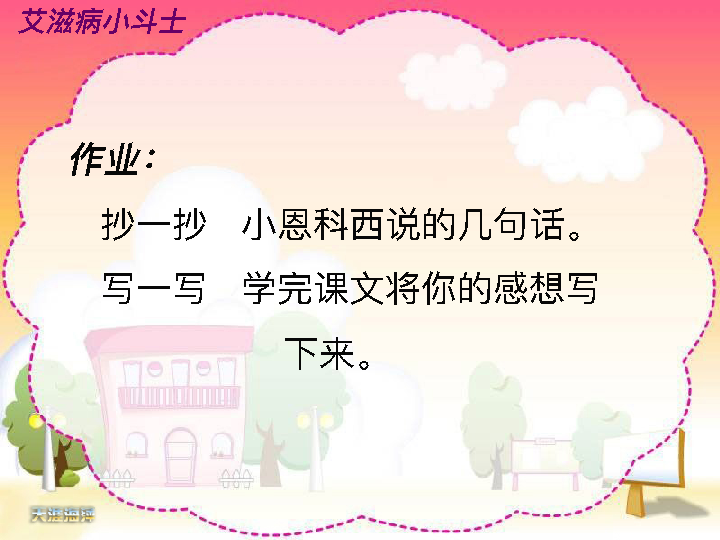 艾滋病小斗士
作业：
抄一抄 小恩科西说的几句话。
写一写 学完课文将你的感想写
下来。